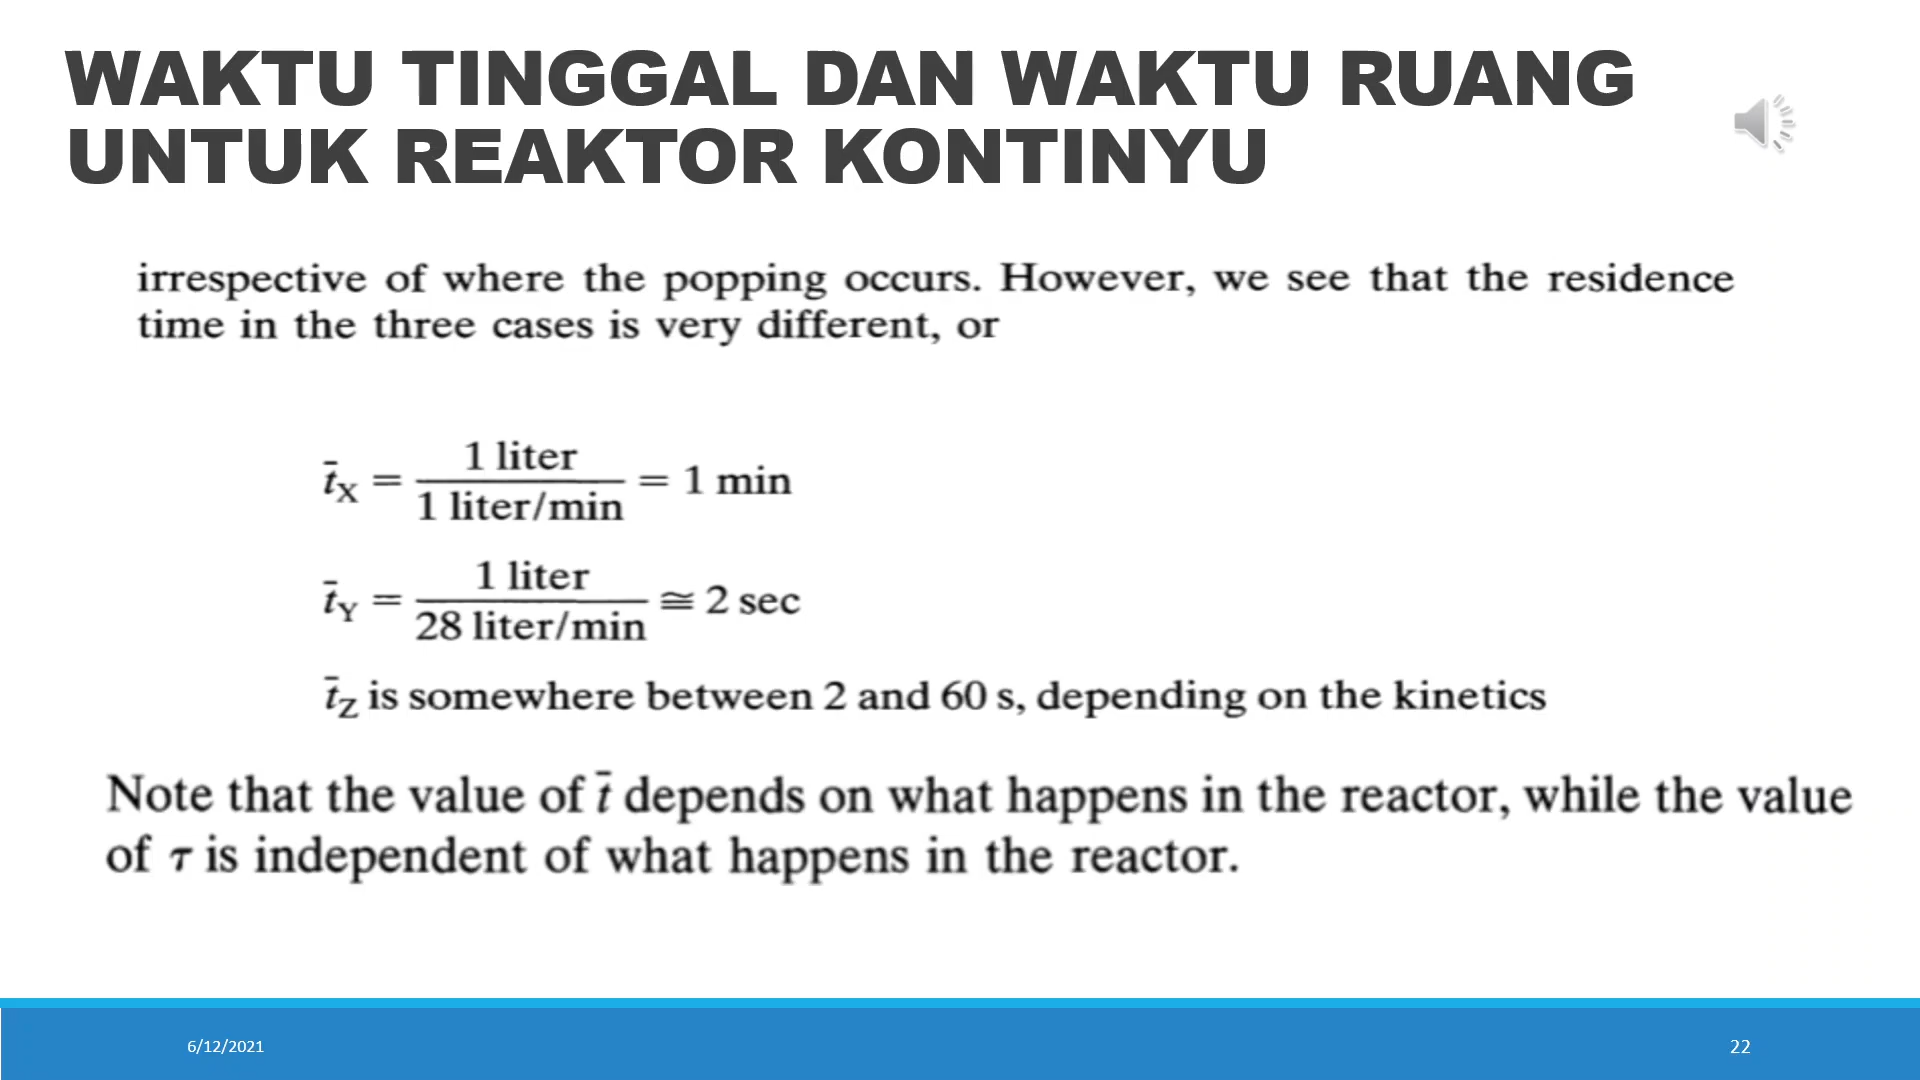 WAKTU TINGGAL DAN WAKTU RUANG
UNTUK REAKTOR KONTINYU
irrespective of where the popping occurs. However, we see that the residence
time in the three cases is very different, or
t̄X = 1 liter / 1 liter/min = 1 min
t̄Y = 1 liter / 28 liter/min ≅ 2 sec
t̄Z is somewhere between 2 and 60 s, depending on the kinetics
Note that the value of t̄ depends on what happens in the reactor, while the value
of τ is independent of what happens in the reactor.
6/12/2021
22